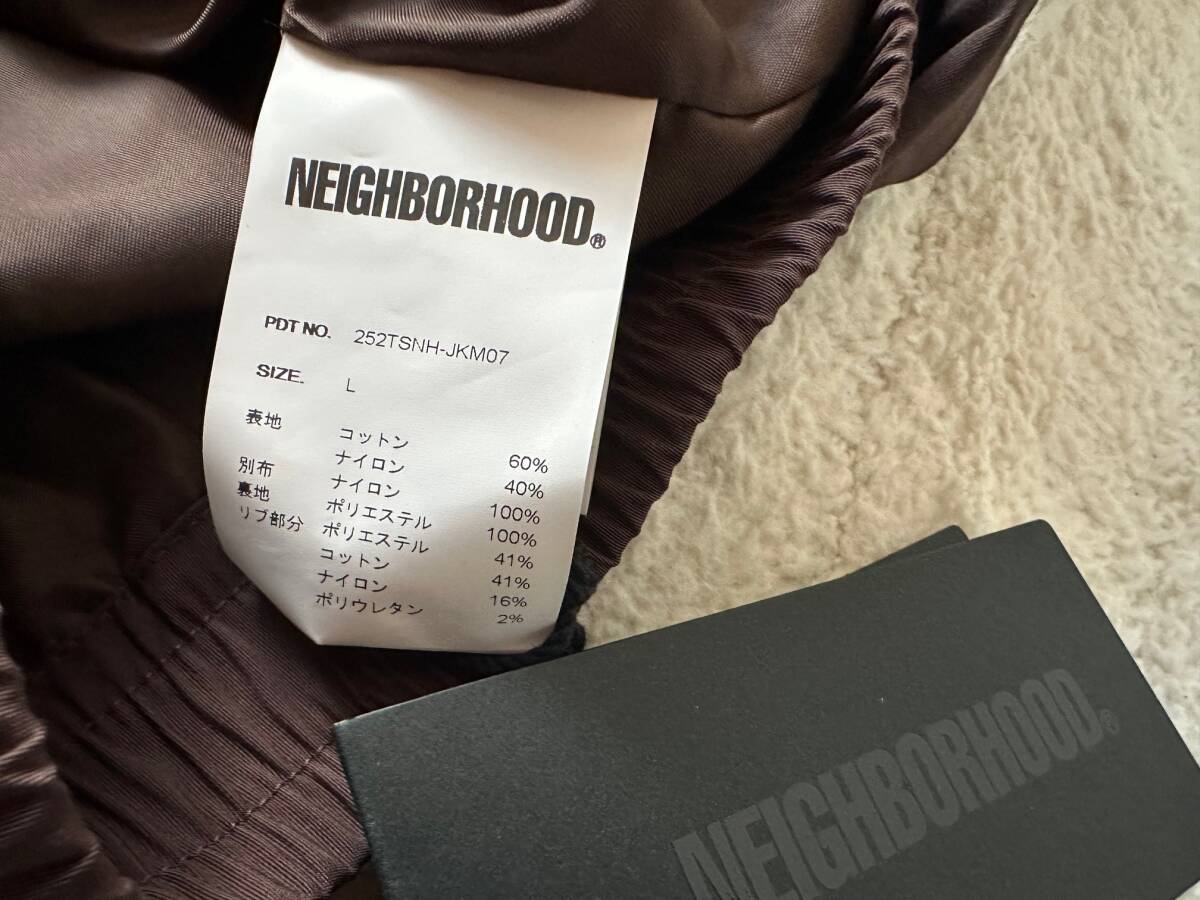 NEIGHBORHOOD®
PDT NO. 252TSNH-JKM07
SIZE. L
表地 コットン 60%
ナイロン 40%
別布 ナイロン 100%
裏地 ポリエステル 100%
リブ部分 ポリエステル 41%
コットン 41%
ナイロン 16%
ポリウレタン 2%
NEIGHBORHOOD®